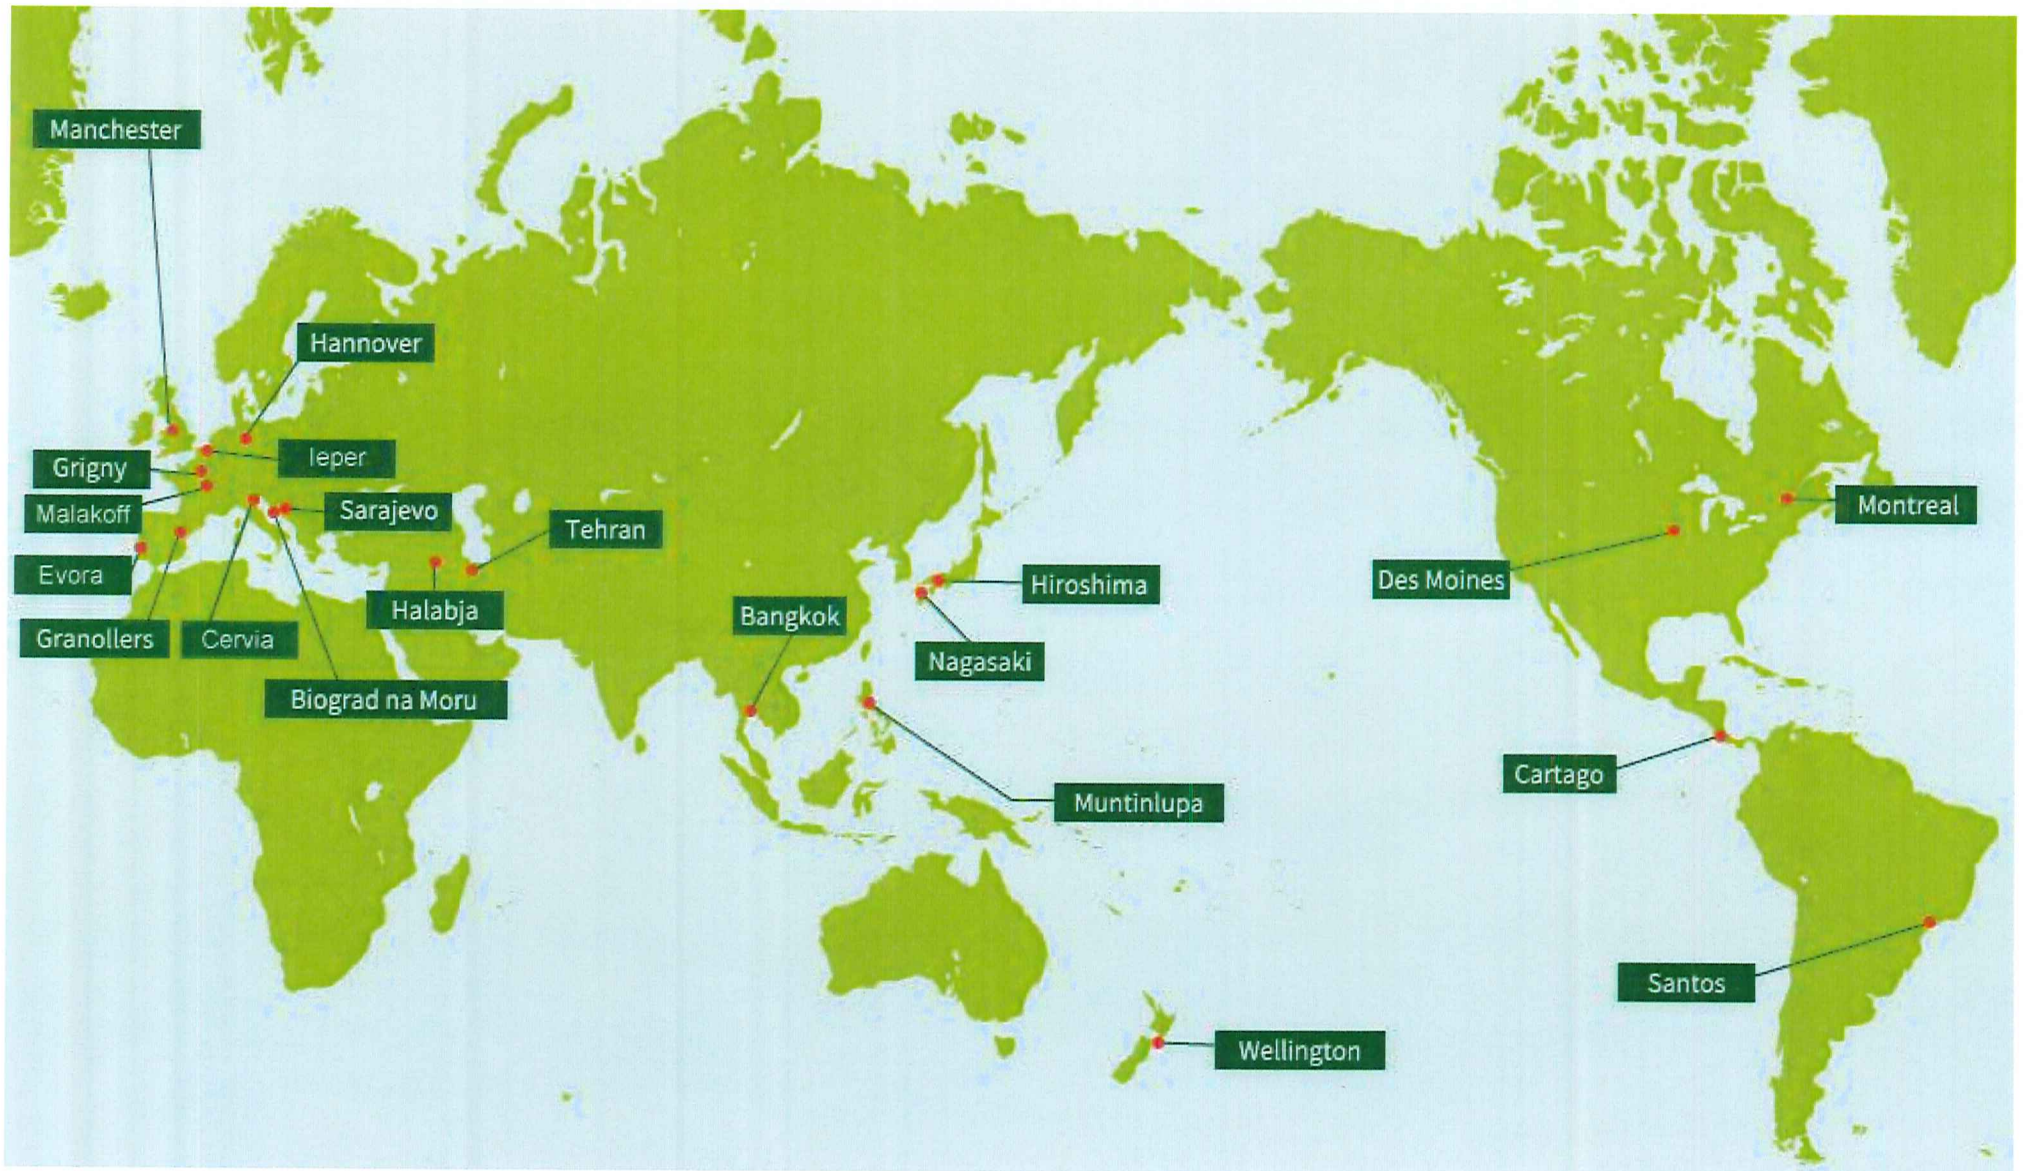 Manchester
Hannover
Ieper
Grigny
Malakoff
Sarajevo
Tehran
Montreal
Evora
Halabja
Hiroshima
Des Moines
Bangkok
Granollers
Cervia
Nagasaki
Biograd na Moru
Cartago
Muntinlupa
Santos
Wellington